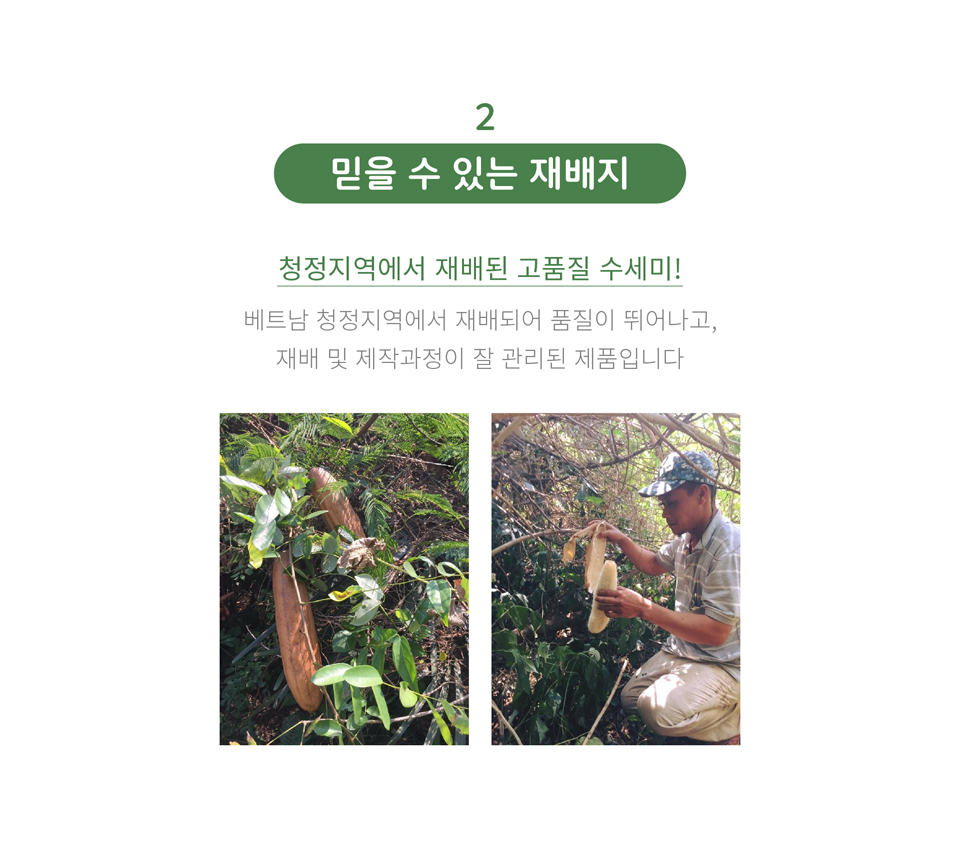 2
믿을 수 있는 재배지
청정지역에서 재배된 고품질 수세미!
베트남 청정지역에서 재배되어 품질이 뛰어나고,
재배 및 제작과정이 잘 관리된 제품입니다